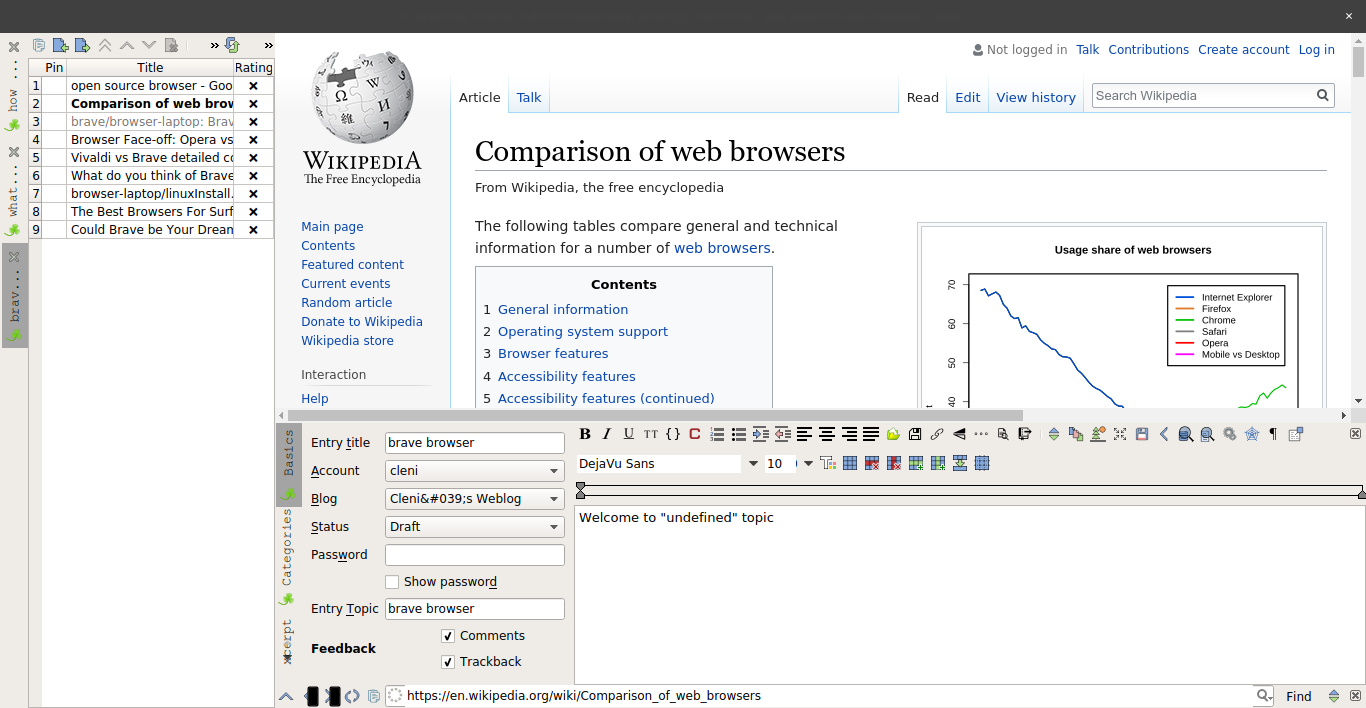 how
what...
brav...
Pin Title Rating
1 open source browser - Goo
2 Comparison of web brow
3 brave/browser-laptop: Brav
4 Browser Face-off: Opera vs
5 Vivaldi vs Brave detailed co
6 What do you think of Brave
7 browser-laptop/linuxInstall.
8 The Best Browsers For Surf
9 Could Brave be Your Dream
WIKIPEDIA
The Free Encyclopedia
Main page
Contents
Featured content
Current events
Random article
Donate to Wikipedia
Wikipedia store
Interaction
Help
Not logged in Talk Contributions Create account Log in
Article Talk Read Edit View history Search Wikipedia
Comparison of web browsers
From Wikipedia, the free encyclopedia
The following tables compare general and technical
information for a number of web browsers.
Contents
1 General information
2 Operating system support
3 Browser features
4 Accessibility features
5 Accessibility features (continued)
Usage share of web browsers
70
60
50
40
Internet Explorer
Firefox
Chrome
Safari
Opera
Mobile vs Desktop
Basics
Categories
Entry title brave browser
Account cleni
Blog Cleni&#039;s Weblog
Status Draft
Password
Show password
Entry Topic brave browser
Feedback
Comments
Trackback
B I U TT {} C
DejaVu Sans 10
Welcome to "undefined" topic
https://en.wikipedia.org/wiki/Comparison_of_web_browsers Find